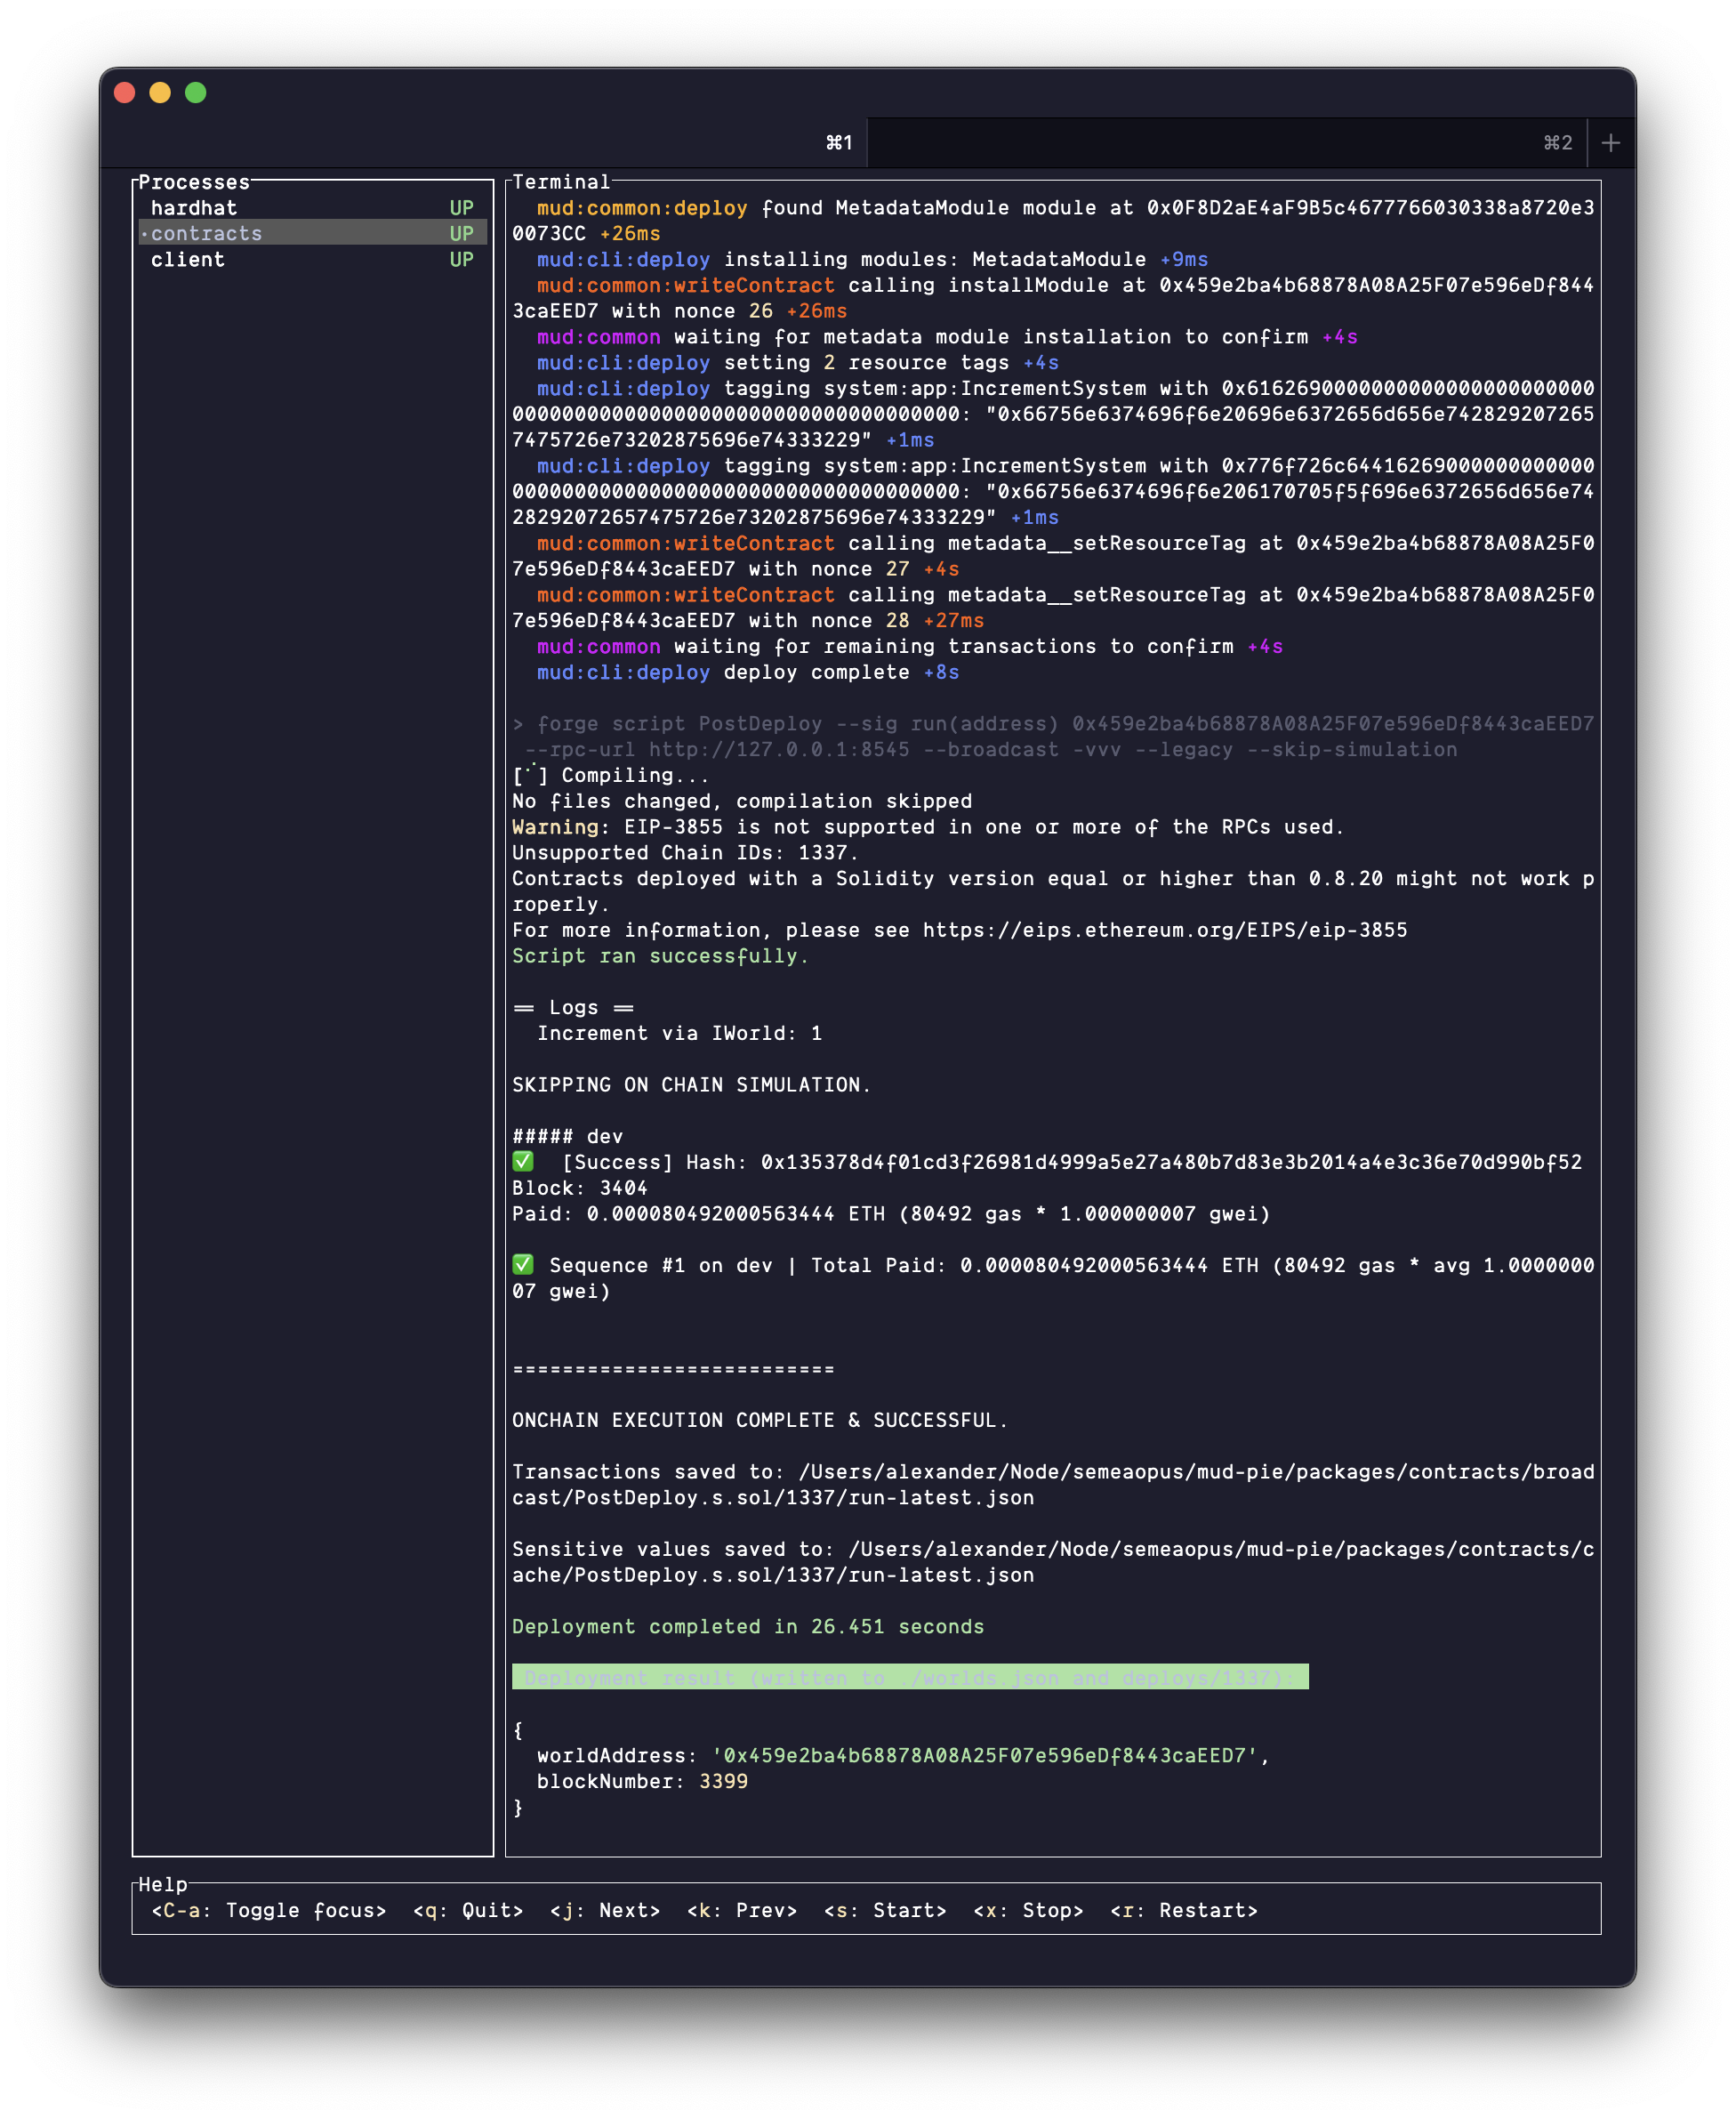 ⌘1
⌘2
+
Processes
hardhat UP
•contracts UP
client UP
Terminal
mud:common:deploy found MetadataModule module at 0x0F8D2aE4aF9B5c4677766030338a8720e3
0073CC +26ms
mud:cli:deploy installing modules: MetadataModule +9ms
mud:common:writeContract calling installModule at 0x459e2ba4b68878A08A25F07e596eDf844
3caEED7 with nonce 26 +26ms
mud:common waiting for metadata module installation to confirm +4s
mud:cli:deploy setting 2 resource tags +4s
mud:cli:deploy tagging system:app:IncrementSystem with 0x616269000000000000000000000000
000000000000000000000000000000000000: "0x66756e6374696f6e20696e6372656d656e742829207265
7475726e73202875696e74333229" +1ms
mud:cli:deploy tagging system:app:IncrementSystem with 0x776f726c6441626900000000000000
000000000000000000000000000000000000: "0x66756e6374696f6e206170705f5f696e6372656d656e74
28292072657475726e73202875696e74333229" +1ms
mud:common:writeContract calling metadata__setResourceTag at 0x459e2ba4b68878A08A25F0
7e596eDf8443caEED7 with nonce 27 +4s
mud:common:writeContract calling metadata__setResourceTag at 0x459e2ba4b68878A08A25F0
7e596eDf8443caEED7 with nonce 28 +27ms
mud:common waiting for remaining transactions to confirm +4s
mud:cli:deploy deploy complete +8s
> forge script PostDeploy --sig run(address) 0x459e2ba4b68878A08A25F07e596eDf8443caEED7
--rpc-url http://127.0.0.1:8545 --broadcast -vvv --legacy --skip-simulation
[⠊] Compiling...
No files changed, compilation skipped
Warning: EIP-3855 is not supported in one or more of the RPCs used.
Unsupported Chain IDs: 1337.
Contracts deployed with a Solidity version equal or higher than 0.8.20 might not work p
roperly.
For more information, please see https://eips.ethereum.org/EIPS/eip-3855
Script ran successfully.
== Logs ==
Increment via IWorld: 1
SKIPPING ON CHAIN SIMULATION.
##### dev
✅ [Success] Hash: 0x135378d4f01cd3f26981d4999a5e27a480b7d83e3b2014a4e3c36e70d990bf52
Block: 3404
Paid: 0.000080492000563444 ETH (80492 gas * 1.000000007 gwei)
✅ Sequence #1 on dev | Total Paid: 0.000080492000563444 ETH (80492 gas * avg 1.0000000
07 gwei)
==========================
ONCHAIN EXECUTION COMPLETE & SUCCESSFUL.
Transactions saved to: /Users/alexander/Node/semeaopus/mud-pie/packages/contracts/broad
cast/PostDeploy.s.sol/1337/run-latest.json
Sensitive values saved to: /Users/alexander/Node/semeaopus/mud-pie/packages/contracts/c
ache/PostDeploy.s.sol/1337/run-latest.json
Deployment completed in 26.451 seconds
Deployment result (written to ./worlds.json and deploys/1337):
{
worldAddress: '0x459e2ba4b68878A08A25F07e596eDf8443caEED7',
blockNumber: 3399
}
Help
<C-a: Toggle focus> <q: Quit> <j: Next> <k: Prev> <s: Start> <x: Stop> <r: Restart>